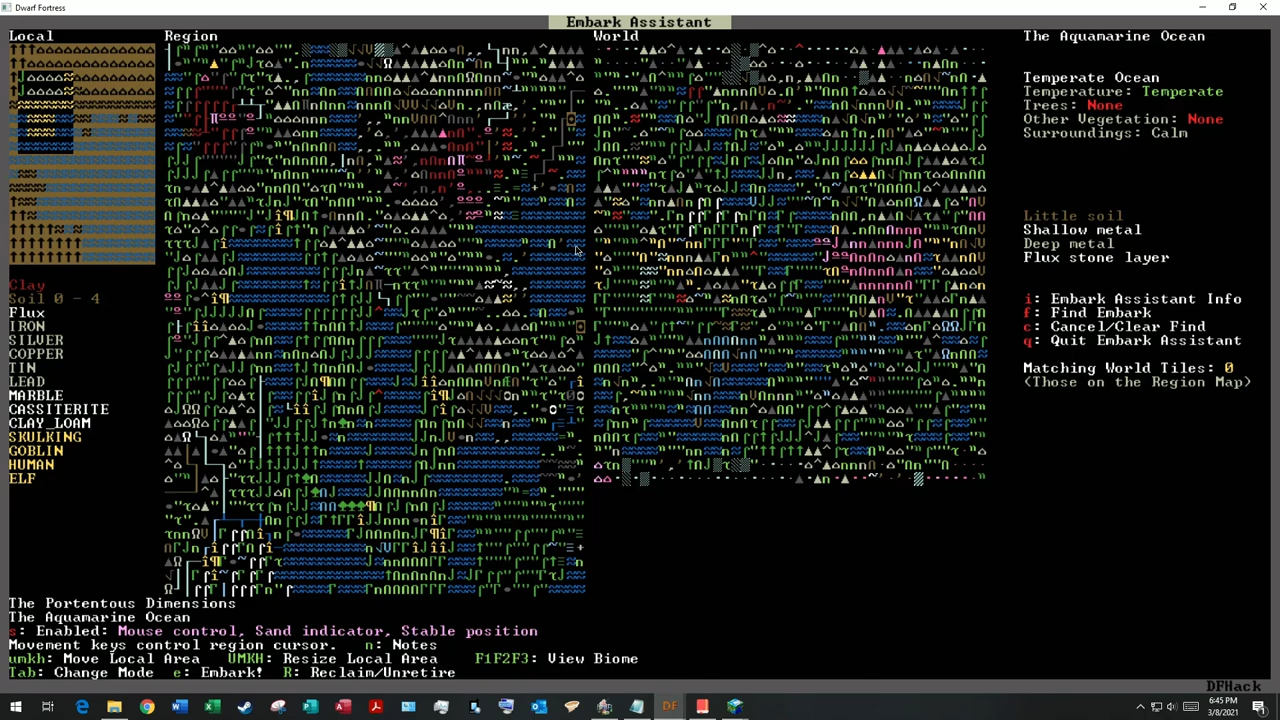 Dwarf Fortress
Embark Assistant
Local
Region
World
The Aquamarine Ocean
Temperate Ocean
Temperature: Temperate
Trees: None
Other Vegetation: None
Surroundings: Calm
Little soil
Shallow metal
Deep metal
Flux stone layer
Clay
Soil 0 - 4
Flux
IRON
SILVER
COPPER
TIN
LEAD
MARBLE
CASSITERITE
CLAY_LOAM
SKULKING
GOBLIN
HUMAN
ELF
i: Embark Assistant Info
f: Find Embark
c: Cancel/Clear Find
q: Quit Embark Assistant
Matching World Tiles: 0
(Those on the Region Map)
The Portentous Dimensions
The Aquamarine Ocean
s: Enabled: Mouse control, Sand indicator, Stable position
Movement keys control region cursor. n: Notes
umkh: Move Local Area UMKH: Resize Local Area F1F2F3: View Biome
Tab: Change Mode e: Embark! R: Reclaim/Unretire
DFHack
6:45 PM
3/8/2021